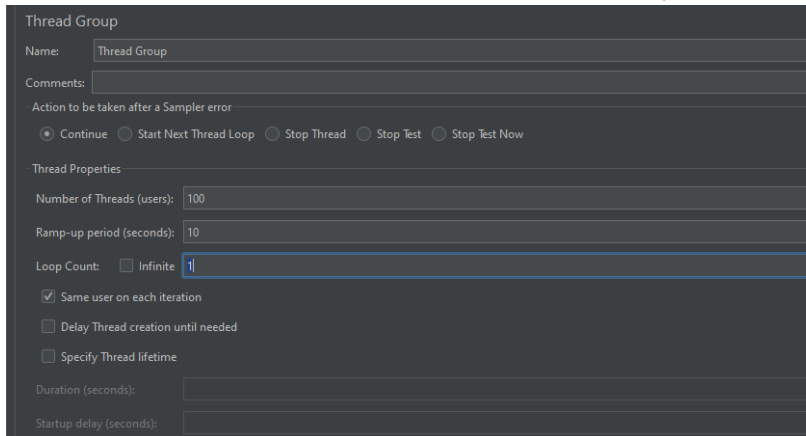 Thread Group
Name: Thread Group
Comments:
Action to be taken after a Sampler error
Continue Start Next Thread Loop Stop Thread Stop Test Stop Test Now
Thread Properties
Number of Threads (users): 100
Ramp-up period (seconds): 10
Loop Count: Infinite 1
Same user on each iteration
Delay Thread creation until needed
Specify Thread lifetime
Duration (seconds):
Startup delay (seconds):